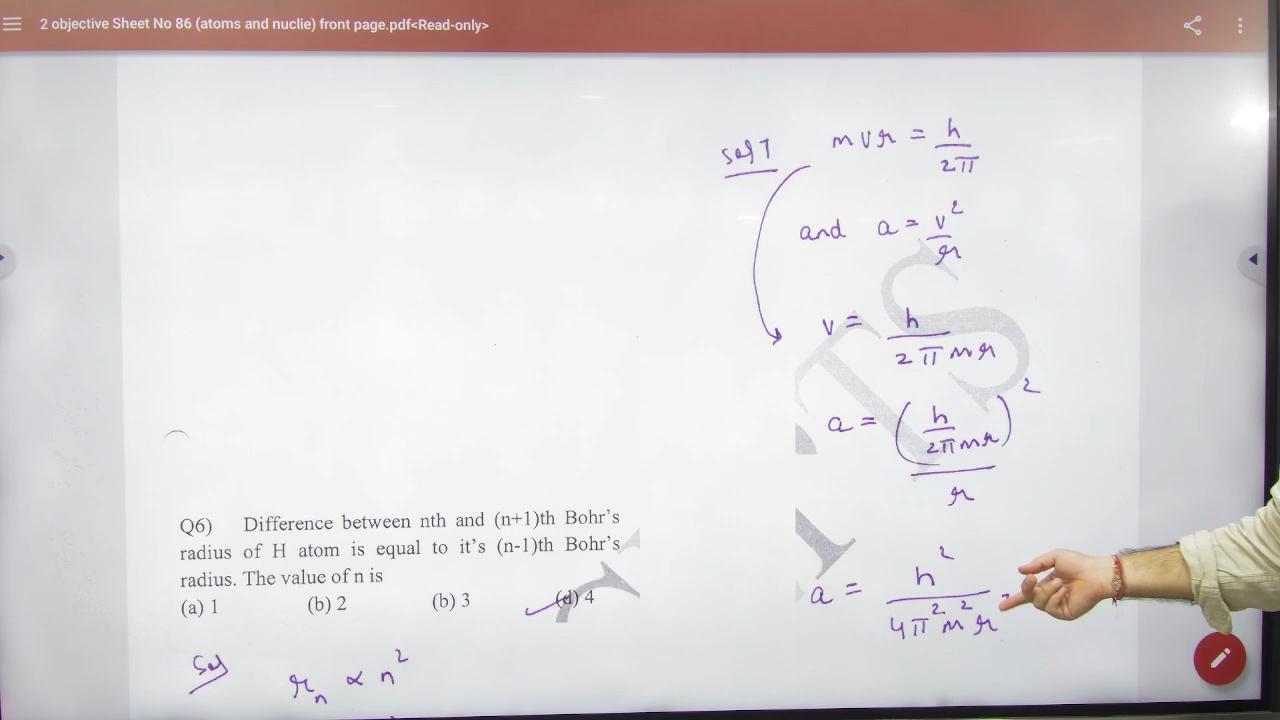 2 objective Sheet No 86 (atoms and nuclie) front page.pdf<Read-only>
Sol 7 mvr = h/2π
and a = v²/r
v = h/2πmr
a = (h/2πmr)²/r
a = h²/4π²m²r
Q6) Difference between nth and (n+1)th Bohr's
radius of H atom is equal to it's (n-1)th Bohr's
radius. The value of n is
(a) 1 (b) 2 (b) 3 (d) 4
Sol rₙ ∝ n²